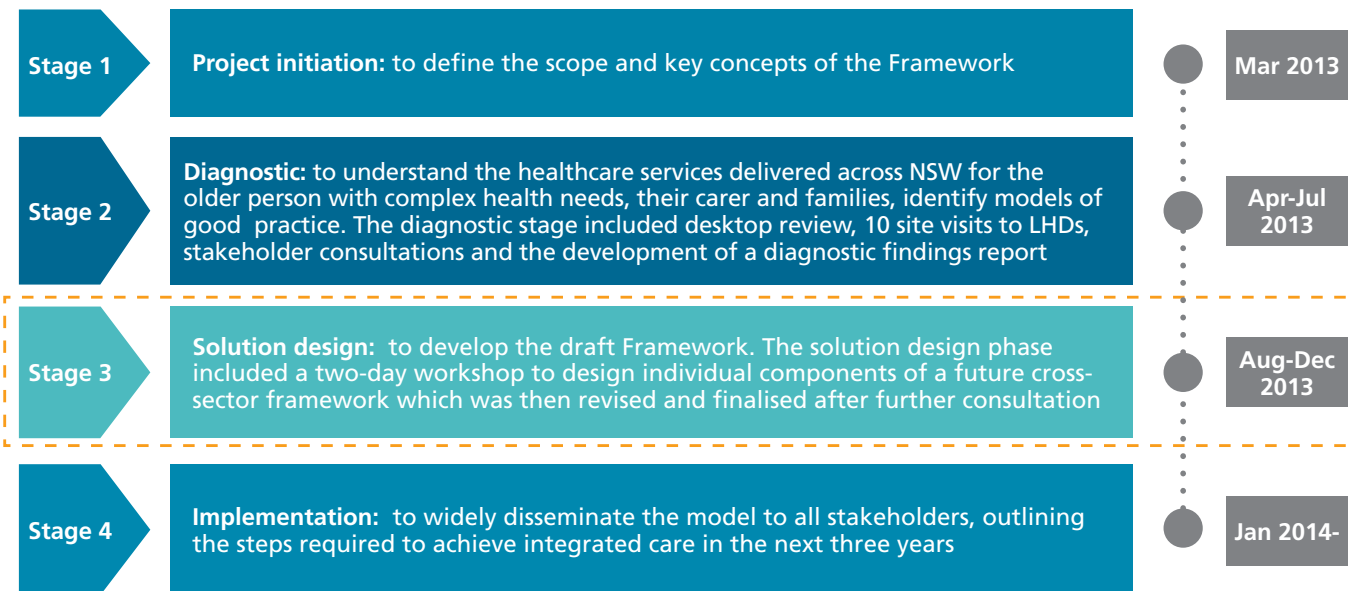 Stage 1
Project initiation: to define the scope and key concepts of the Framework
Mar 2013
Stage 2
Diagnostic: to understand the healthcare services delivered across NSW for the
older person with complex health needs, their carer and families, identify models of
good practice. The diagnostic stage included desktop review, 10 site visits to LHDs,
stakeholder consultations and the development of a diagnostic findings report
Apr-Jul
2013
Stage 3
Solution design: to develop the draft Framework. The solution design phase
included a two-day workshop to design individual components of a future cross-
sector framework which was then revised and finalised after further consultation
Aug-Dec
2013
Stage 4
Implementation: to widely disseminate the model to all stakeholders, outlining
the steps required to achieve integrated care in the next three years
Jan 2014-